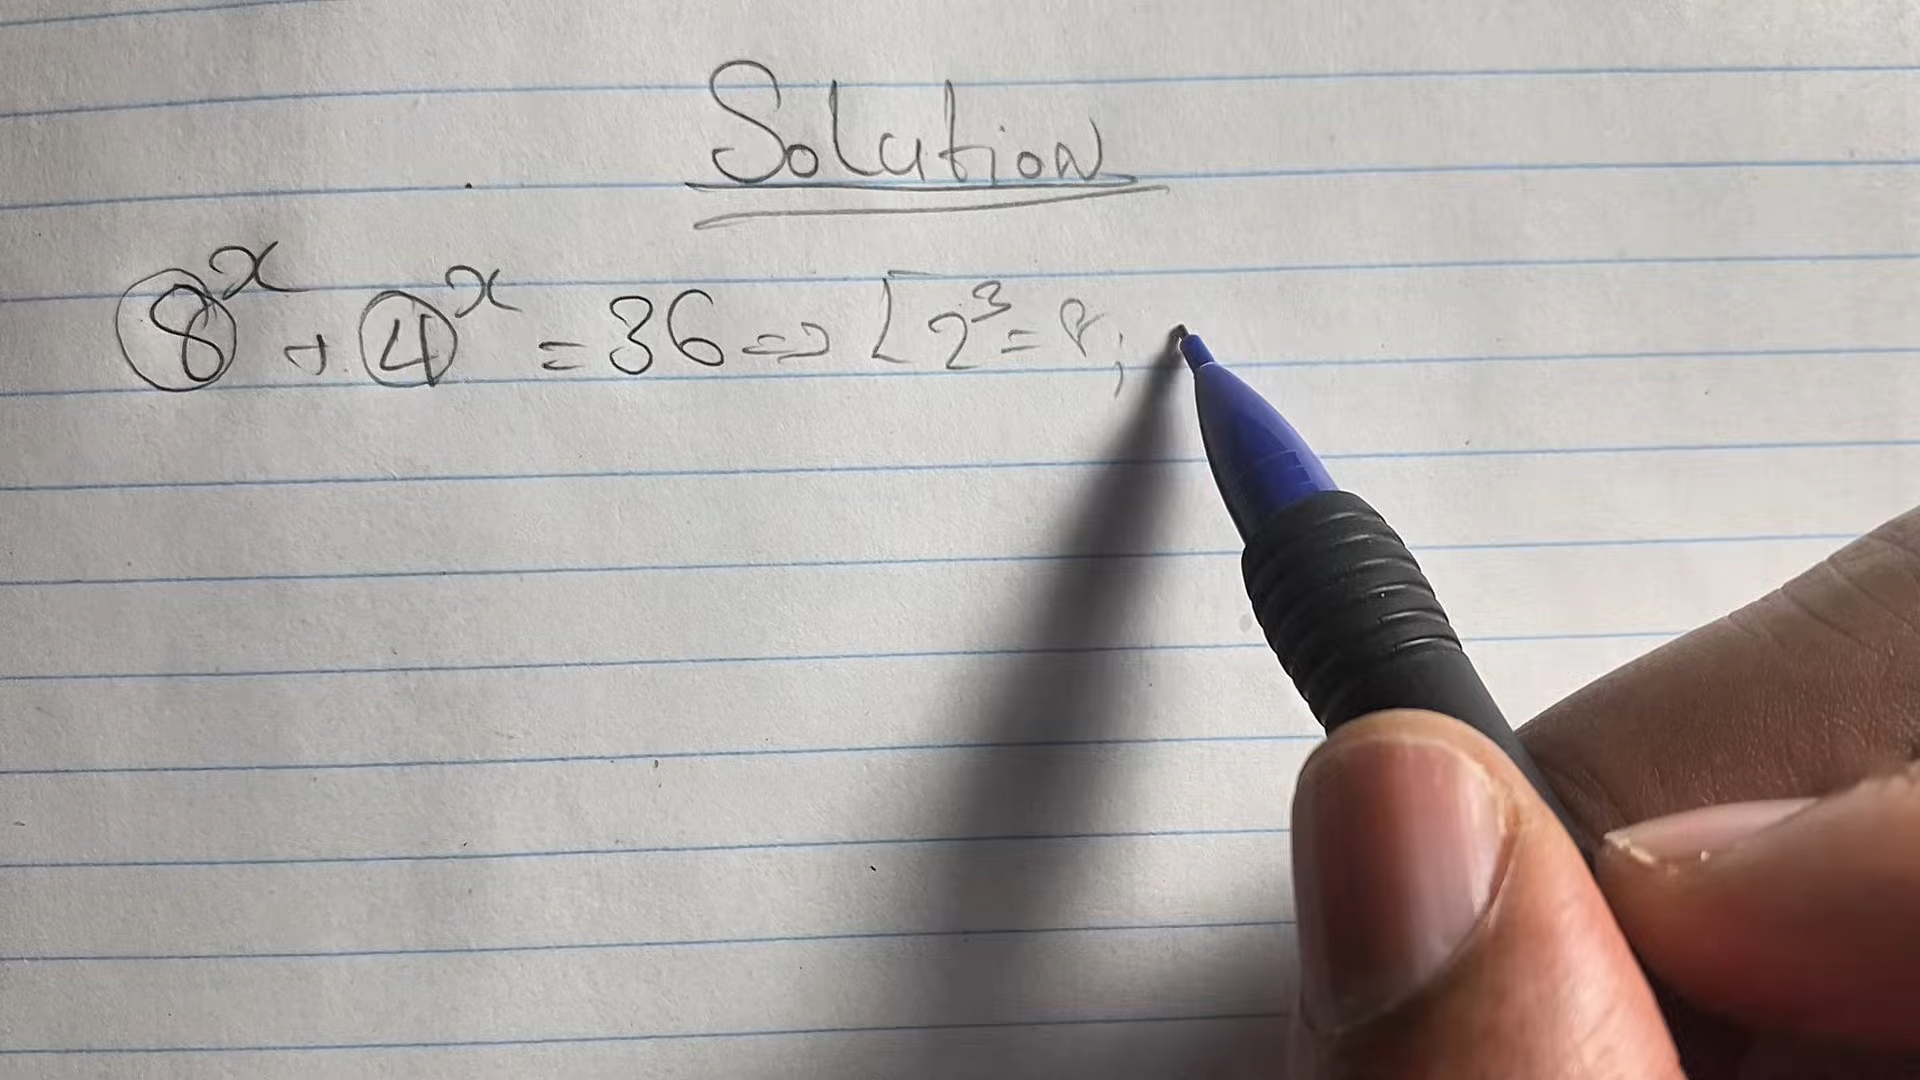 Solution
8^x + 4^x = 36 => [2^3 = 8;